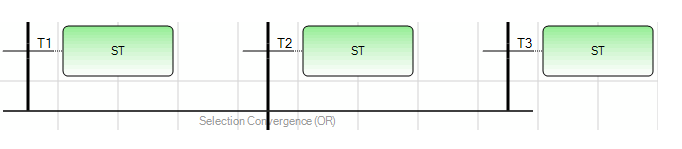 T1 ST T2 ST T3 ST
Selection Convergence (OR)